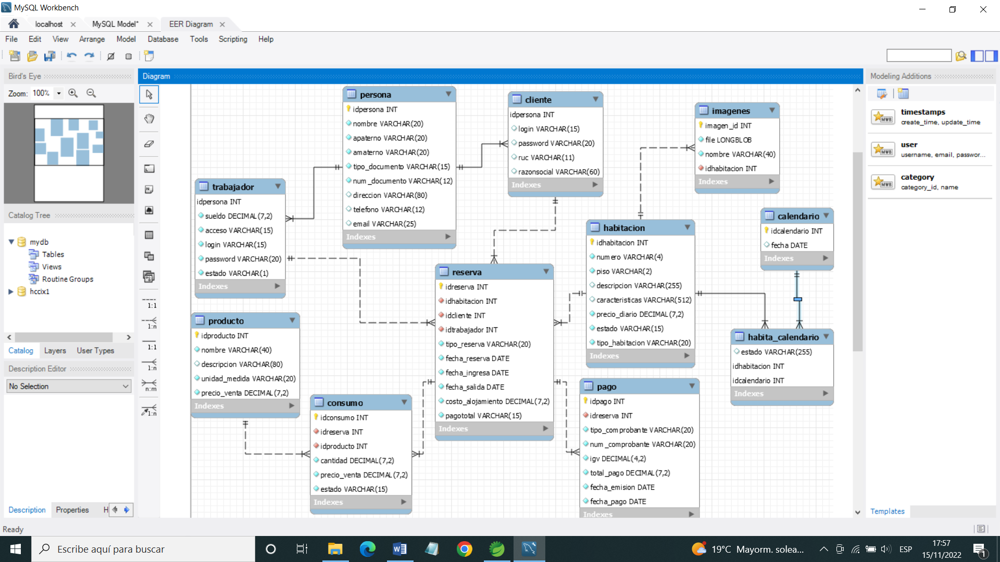 MySQL Workbench
localhost
MySQL Model*
EER Diagram
File Edit View Arrange Model Database Tools Scripting Help
Bird's Eye
Zoom: 100%
Catalog Tree
mydb
Tables
Views
Routine Groups
hccix1
Catalog Layers User Types
Description Editor
No Selection
Description Properties H
Ready
Diagram
1:1
1:n
1:1
1:n
n:m
1:n
persona
idpersona INT
nombre VARCHAR(20)
apaterno VARCHAR(20)
amaterno VARCHAR(20)
tipo_documento VARCHAR(15)
num_documento VARCHAR(12)
direccion VARCHAR(80)
telefono VARCHAR(12)
email VARCHAR(25)
Indexes
cliente
idpersona INT
login VARCHAR(15)
password VARCHAR(20)
ruc VARCHAR(11)
razonsocial VARCHAR(60)
Indexes
imagenes
imagen_id INT
file LONGBLOB
nombre VARCHAR(40)
idhabitacion INT
Indexes
trabajador
idpersona INT
sueldo DECIMAL(7,2)
acceso VARCHAR(15)
login VARCHAR(15)
password VARCHAR(20)
estado VARCHAR(1)
Indexes
calendario
idcalendario INT
fecha DATE
Indexes
habitacion
idhabitacion INT
numero VARCHAR(4)
piso VARCHAR(2)
descripcion VARCHAR(255)
caracteristicas VARCHAR(512)
precio_diario DECIMAL(7,2)
estado VARCHAR(15)
tipo_habitacion VARCHAR(20)
Indexes
reserva
idreserva INT
idhabitacion INT
idcliente INT
idtrabajador INT
tipo_reserva VARCHAR(20)
fecha_reserva DATE
fecha_ingresa DATE
fecha_salida DATE
costo_alojamiento DECIMAL(7,2)
pagototal VARCHAR(15)
Indexes
producto
idproducto INT
nombre VARCHAR(40)
descripcion VARCHAR(80)
unidad_medida VARCHAR(20)
precio_venta DECIMAL(7,2)
Indexes
habita_calendario
estado VARCHAR(255)
idhabitacion INT
idcalendario INT
Indexes
consumo
idconsumo INT
idreserva INT
idproducto INT
cantidad DECIMAL(7,2)
precio_venta DECIMAL(7,2)
estado VARCHAR(15)
Indexes
pago
idpago INT
idreserva INT
tipo_comprobante VARCHAR(20)
num_comprobante VARCHAR(20)
igv DECIMAL(4,2)
total_pago DECIMAL(7,2)
fecha_emision DATE
fecha_pago DATE
Indexes
Modeling Additions
MWB
timestamps
create_time, update_time
MWB
user
username, email, passwor...
MWB
category
category_id, name
Templates
Escribe aquí para buscar
19°C Mayorm. solea...
ESP
17:57
15/11/2022
1